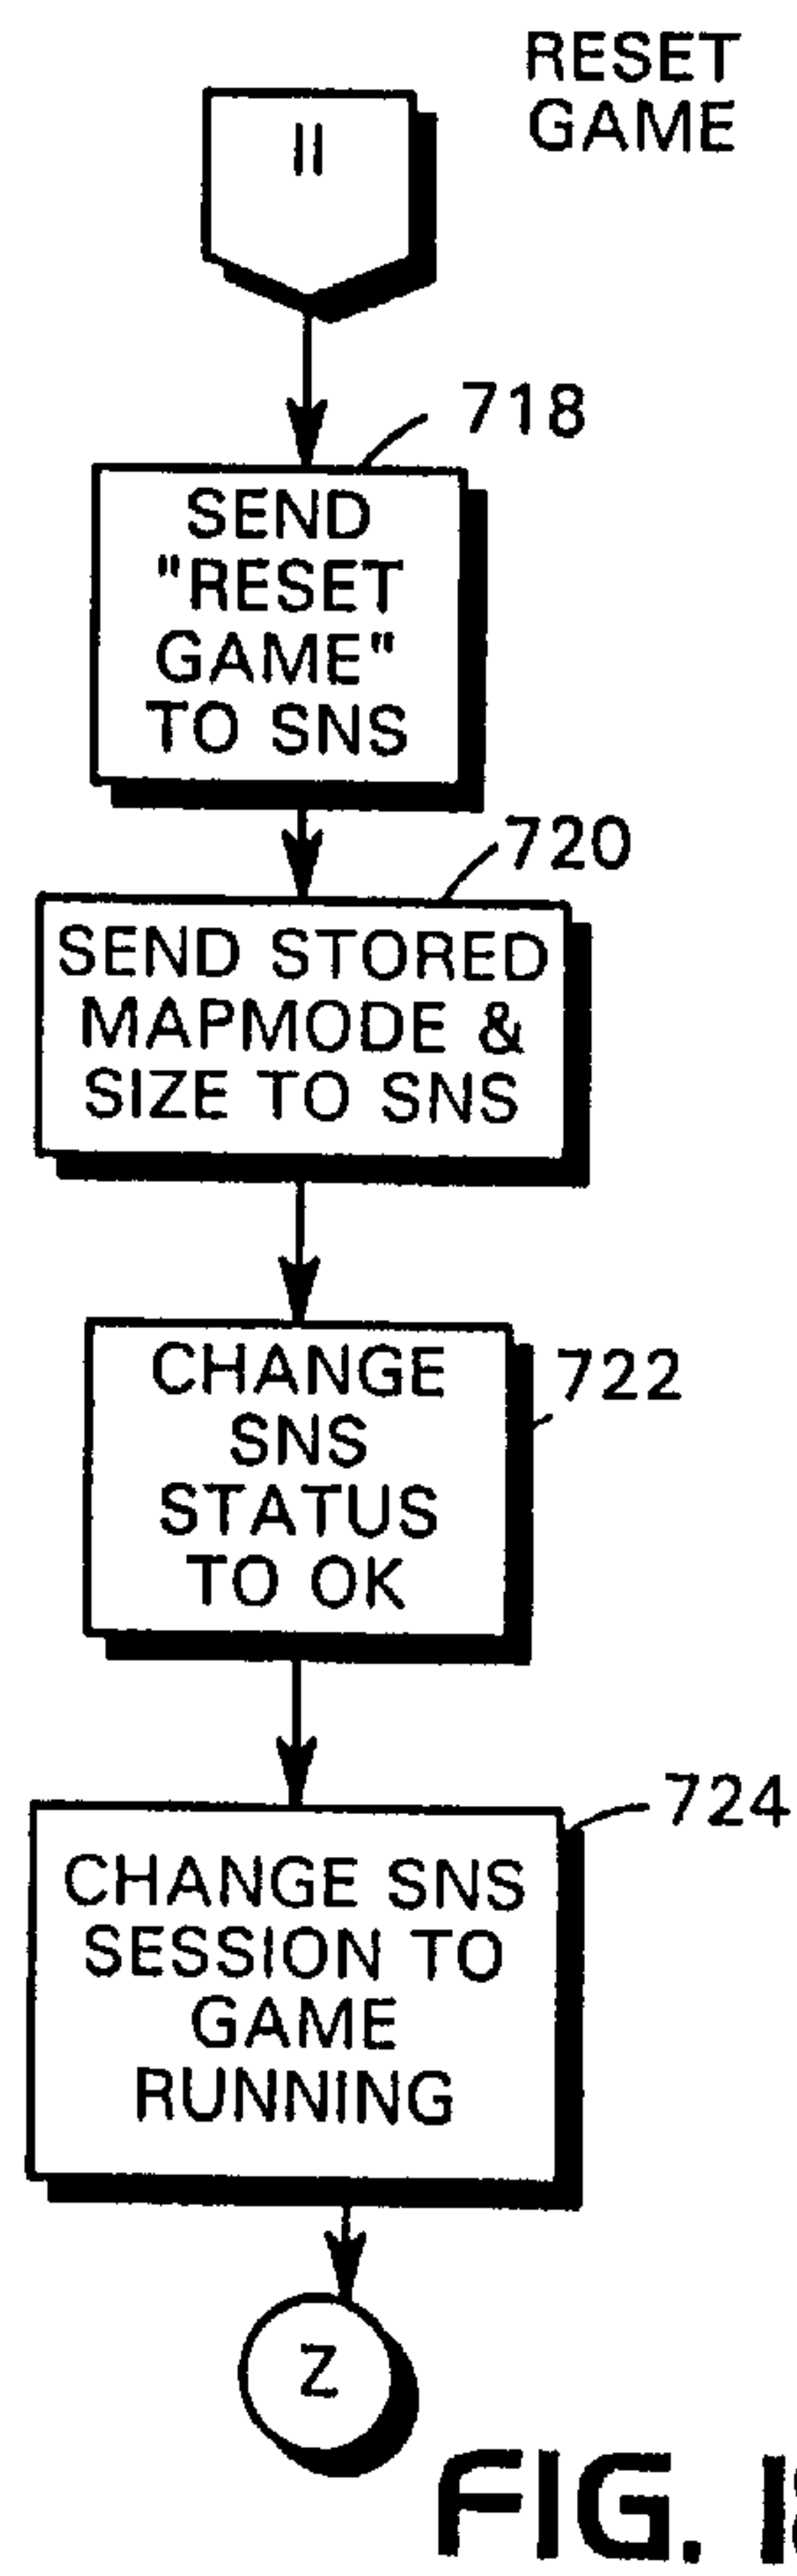 RESET
GAME
II
718
SEND
"RESET
GAME"
TO SNS
720
SEND STORED
MAPMODE &
SIZE TO SNS
722
CHANGE
SNS
STATUS
TO OK
724
CHANGE SNS
SESSION TO
GAME
RUNNING
Z
FIG.